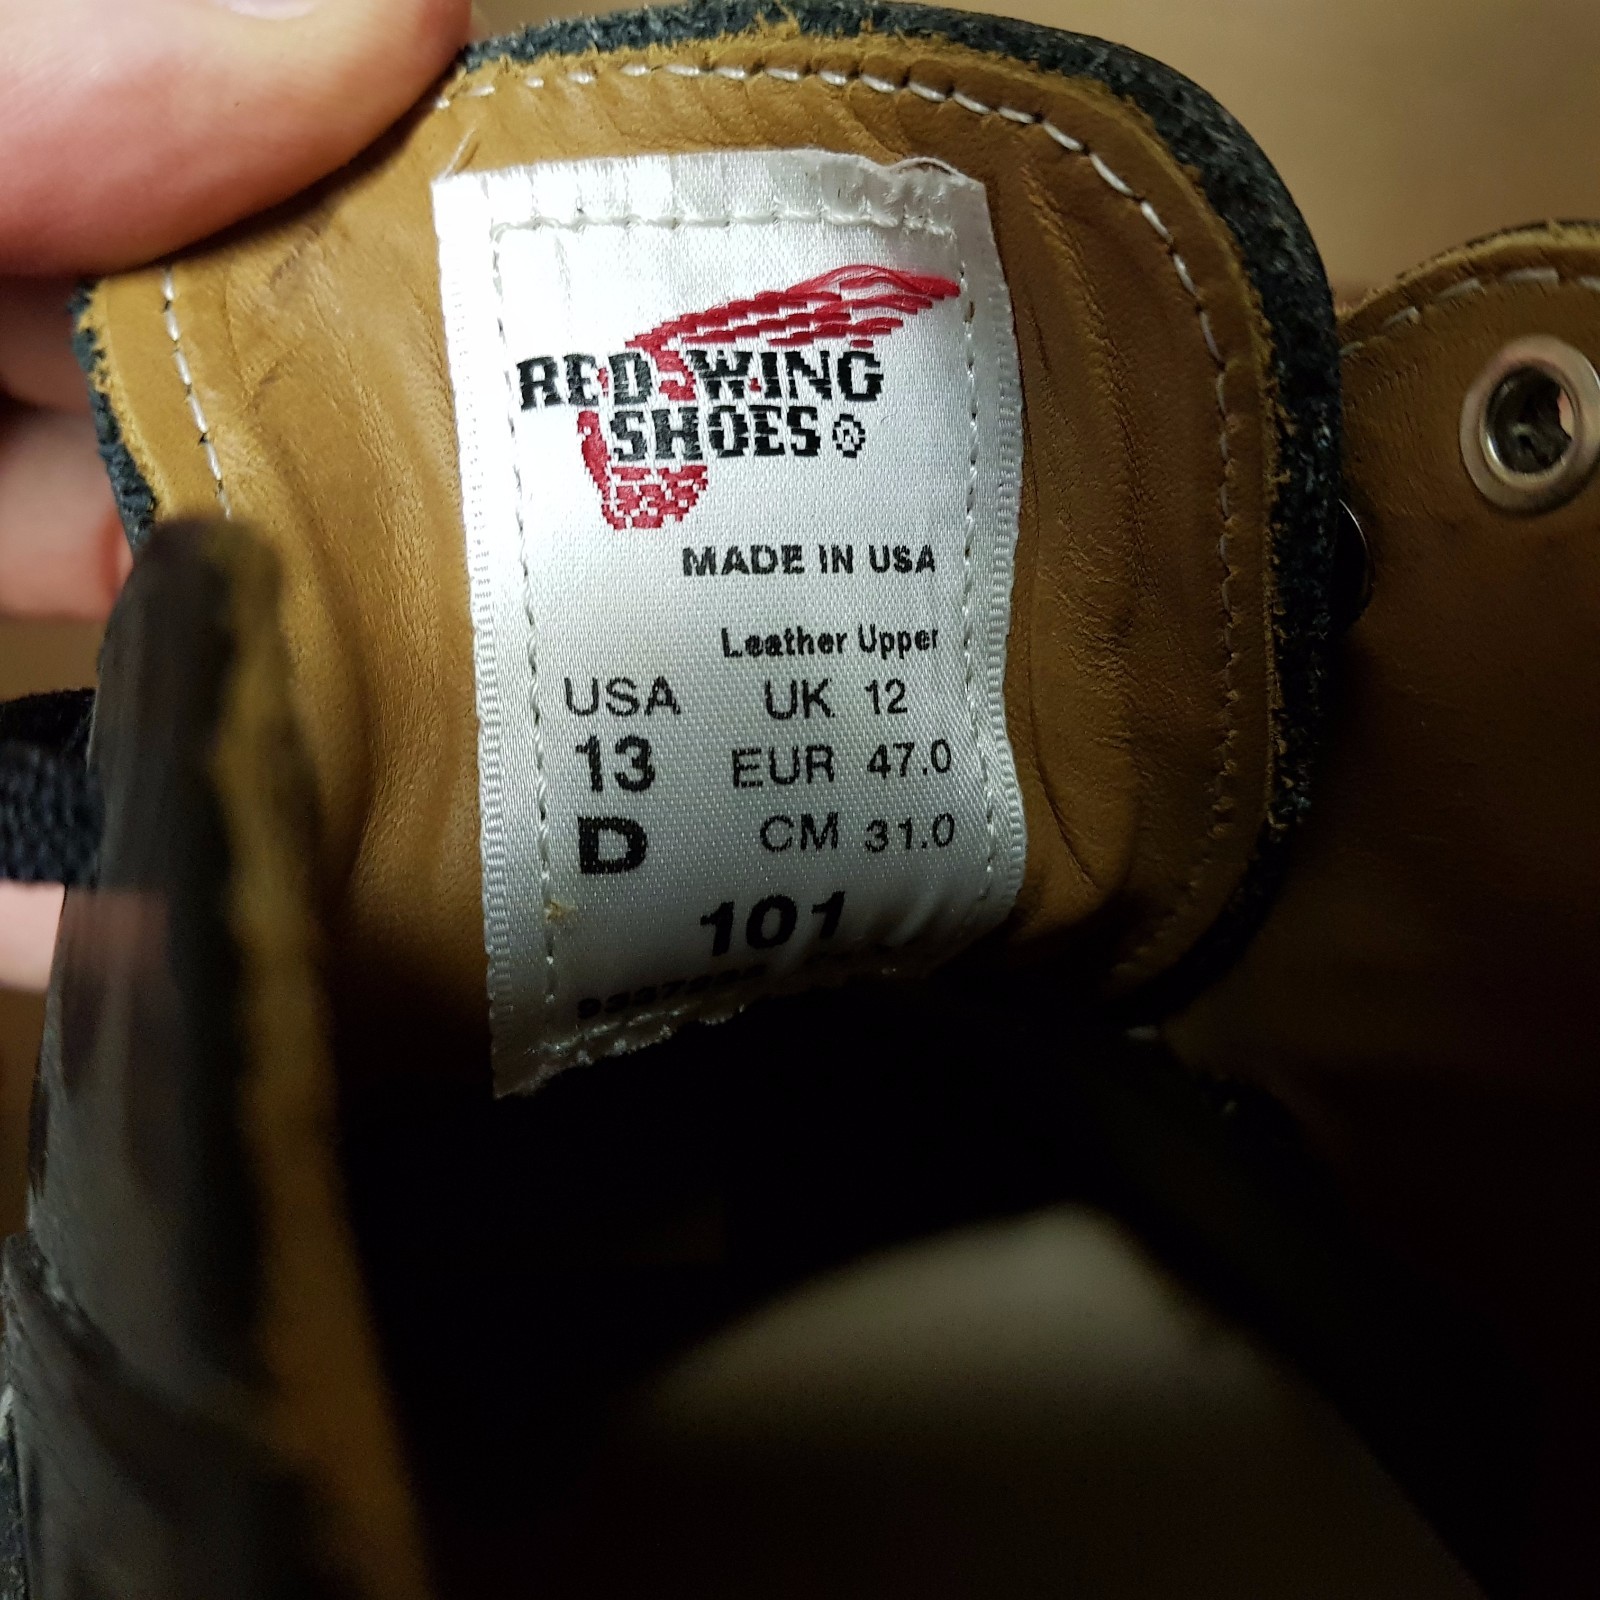 RED WING
SHOES®
MADE IN USA
Leather Upper
USA UK 12
13 EUR 47.0
D CM 31.0
101